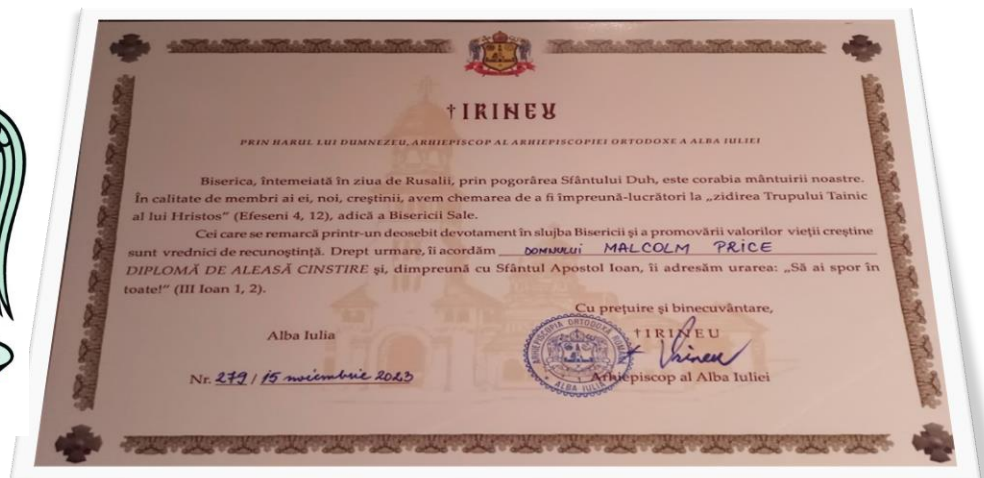 †IRINEU
PRIN HARUL LUI DUMNEZEU, ARHIEPISCOP AL ARHIEPISCOPIEI ORTODOXE A ALBA IULIEI
Biserica, întemeiată în ziua de Rusalii, prin pogorârea Sfântului Duh, este corabia mântuirii noastre.
În calitate de membri ai ei, noi, creștinii, avem chemarea de a fi împreună-lucrători la „zidirea Trupului Tainic
al lui Hristos” (Efeseni 4, 12), adică a Bisericii Sale.
Cei care se remarcă printr-un deosebit devotament în slujba Bisericii și a promovării valorilor vieții creștine
sunt vrednici de recunoștință. Drept urmare, îi acordăm DOMNULUI MALCOLM PRICE
DIPLOMĂ DE ALEASĂ CINSTIRE și, dimpreună cu Sfântul Apostol Ioan, îi adresăm urarea: „Să ai spor în
toate!” (III Ioan 1, 2).
Cu prețuire și binecuvântare,
Alba Iulia
†IRINEU
Irineu
Nr. 279 / 15 noiembrie 2023
Arhiepiscop al Alba Iuliei
ARHIEPISCOPIA ORTODOXĂ ROMÂNĂ
ALBA IULIA